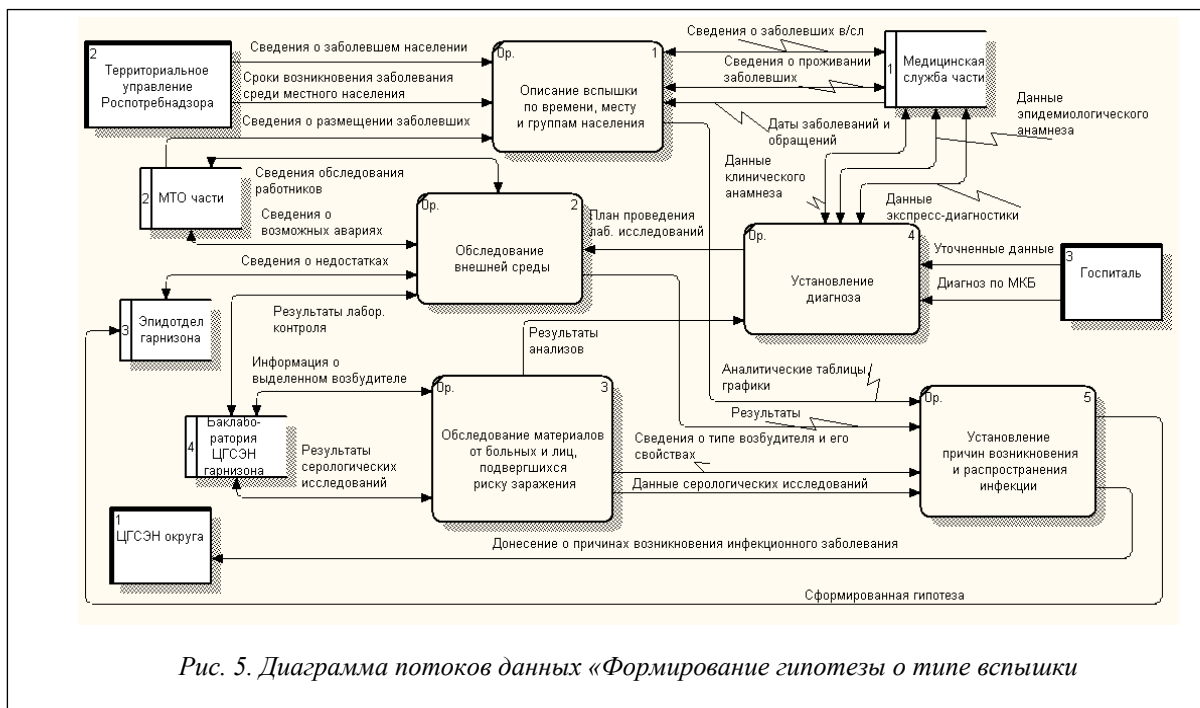 Сведения о заболевших в/сл
2
Территориальное
управление
Роспотребнадзора
Сведения о заболевшем населении
Сроки возникновения заболевания
среди местного населения
Сведения о размещении заболевших
0р.
1
Описание вспышки
по времени, месту
и группам населения
Сведения о проживании
заболевших
Даты заболеваний и
обращений
1
Медицинская
служба части
Данные
эпидемиологического
анамнеза
Данные
клинического
анамнеза
Данные
экспресс-диагностики
2
МТО части
Сведения обследования
работников
Сведения о
возможных авариях
Сведения о недостатках
0р.
2
Обследование
внешней среды
План проведения
лаб. исследований
0р.
4
Установление
диагноза
Уточненные данные
Диагноз по МКБ
3
Госпиталь
3
Эпидотдел
гарнизона
Результаты лабор.
контроля
Результаты
анализов
Информация о
выделенном возбудителе
4
Баклабо-
ратория
ЦГСЭН
гарнизона
Результаты
серологических
исследований
0р.
3
Обследование материалов
от больных и лиц,
подвергшихся
риску заражения
Аналитические таблицы
графики
Результаты
Сведения о типе возбудителя и его
свойствах
Данные серологических исследований
0р.
5
Установление
причин возникновения
и распространения
инфекции
1
ЦГСЭН округа
Донесение о причинах возникновения инфекционного заболевания
Сформированная гипотеза
Рис. 5. Диаграмма потоков данных «Формирование гипотезы о типе вспышки